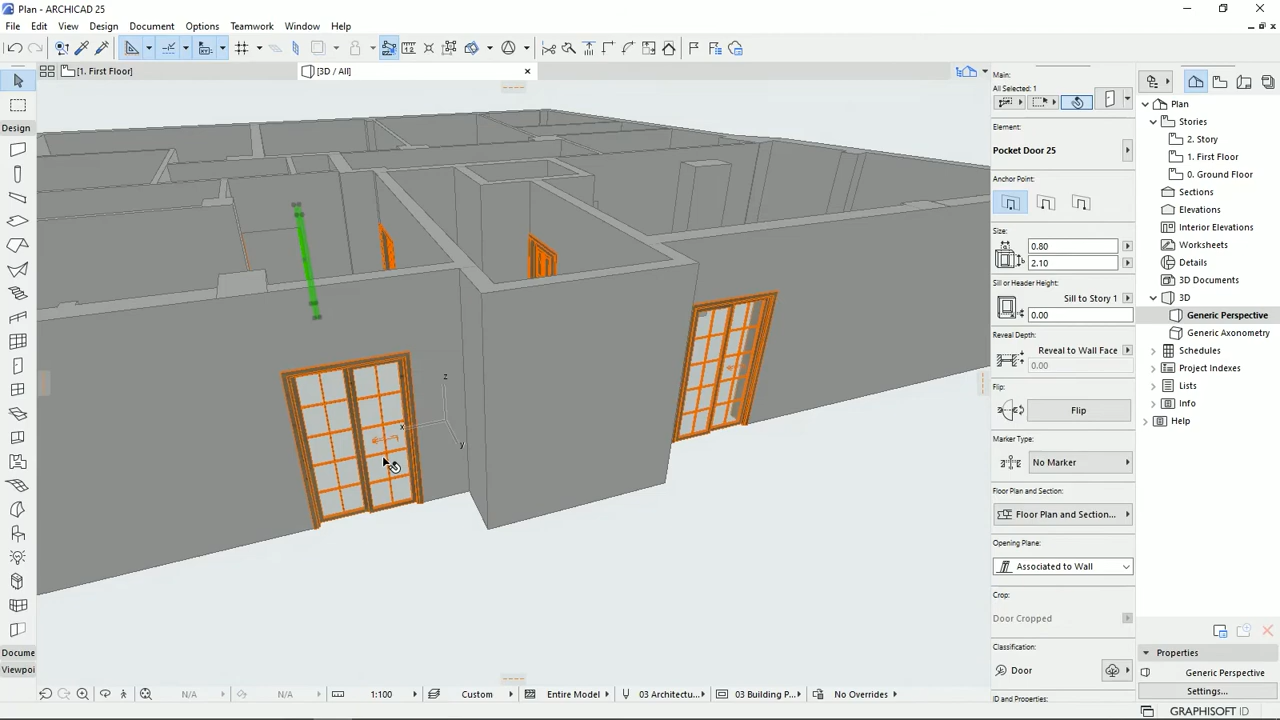 Plan - ARCHICAD 25
File Edit View Design Document Options Teamwork Window Help
[1. First Floor]
[3D / All]
Design
Docume
Viewpoi
x
y
z
Main:
All Selected: 1
Element:
Pocket Door 25
Anchor Point:
Size:
0.80
2.10
Sill or Header Height:
Sill to Story 1
0.00
Reveal Depth:
Reveal to Wall Face
0.00
Flip:
Flip
Marker Type:
No Marker
Floor Plan and Section:
Floor Plan and Section...
Opening Plane:
Associated to Wall
Crop:
Door Cropped
Classification:
Door
ID and Properties:
Plan
Stories
2. Story
1. First Floor
0. Ground Floor
Sections
Elevations
Interior Elevations
Worksheets
Details
3D Documents
3D
Generic Perspective
Generic Axonometry
Schedules
Project Indexes
Lists
Info
Help
Properties
Generic Perspective
Settings...
N/A N/A 1:100 Custom Entire Model 03 Architectu... 03 Building P... No Overrides
GRAPHISOFT ID